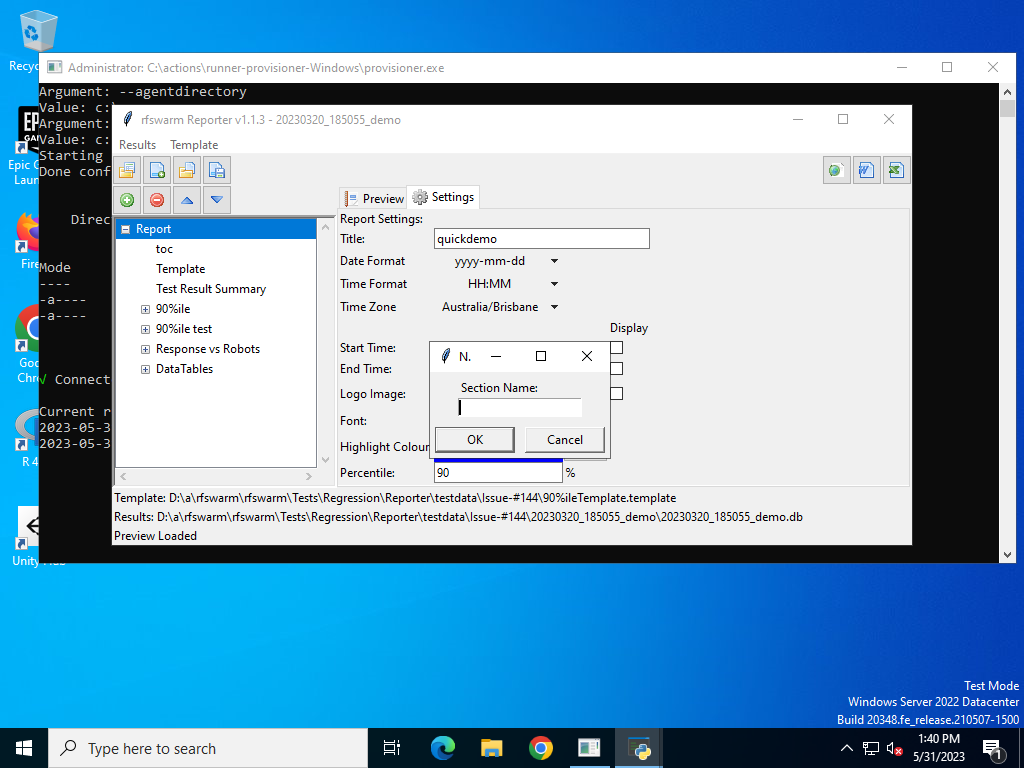 Administrator: C:\actions\runner-provisioner-Windows\provisioner.exe
Argument: --agentdirectory
Value: c:\
Argument:
Value: c:
Starting
Done conf
Direc
Mode
----
-a----
-a----
√ Connect
Current r
2023-05-3
2023-05-3
rfswarm Reporter v1.1.3 - 20230320_185055_demo
Results Template
Preview Settings
Report
toc
Template
Test Result Summary
90%ile
90%ile test
Response vs Robots
DataTables
Report Settings:
Title: quickdemo
Date Format yyyy-mm-dd
Time Format HH:MM
Time Zone Australia/Brisbane
Display
Start Time:
End Time:
Logo Image:
Font:
Highlight Colour
Percentile: 90 %
N.
Section Name:
OK Cancel
Template: D:\a\rfswarm\rfswarm\Tests\Regression\Reporter\testdata\Issue-#144\90%ileTemplate.template
Results: D:\a\rfswarm\rfswarm\Tests\Regression\Reporter\testdata\Issue-#144\20230320_185055_demo\20230320_185055_demo.db
Preview Loaded
Recyc
Epic G
Laun
Fire
Goo
Chro
R 4
Unity Hub
Test Mode
Windows Server 2022 Datacenter
Build 20348.fe_release.210507-1500
Type here to search
1:40 PM
5/31/2023
1